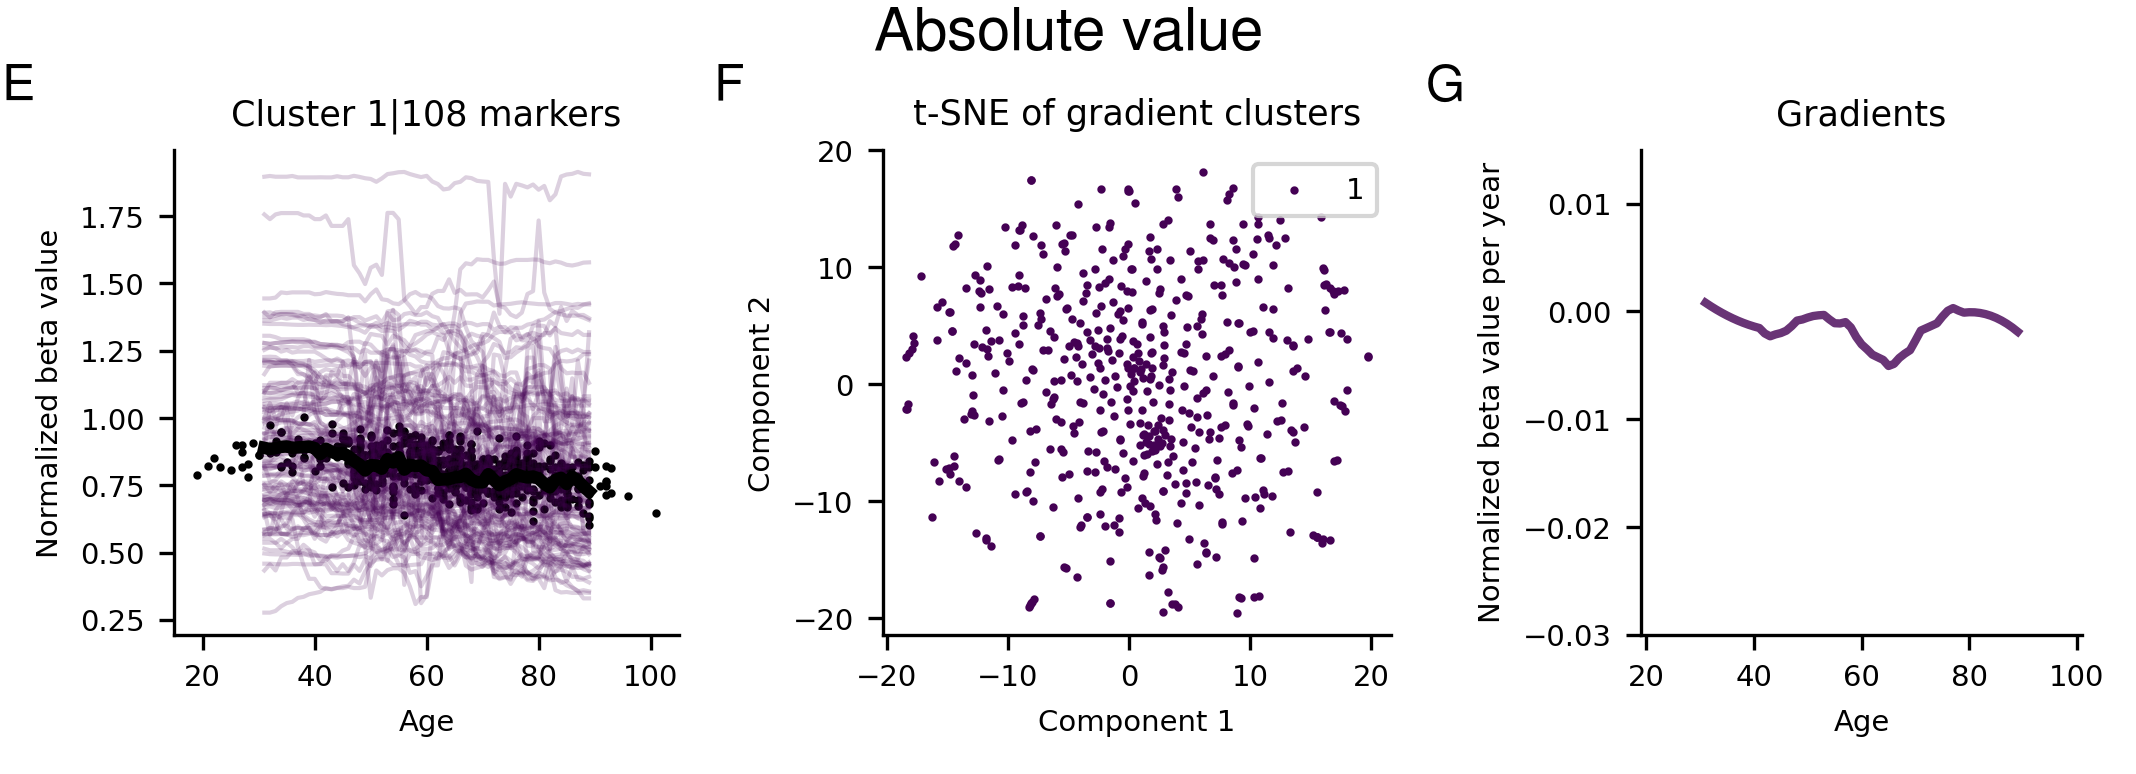 Absolute value
E
Cluster 1|108 markers
Normalized beta value
1.75
1.50
1.25
1.00
0.75
0.50
0.25
20 40 60 80 100
Age
F
t-SNE of gradient clusters
1
Component 2
20
10
0
−10
−20
−20 −10 0 10 20
Component 1
G
Gradients
Normalized beta value per year
0.01
0.00
−0.01
−0.02
−0.03
20 40 60 80 100
Age